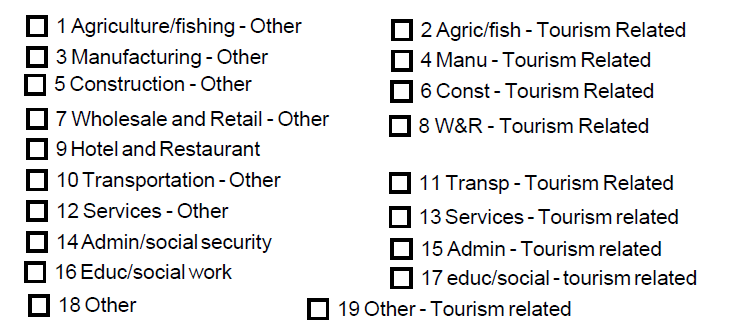 1 Agriculture/fishing - Other
2 Agric/fish - Tourism Related
3 Manufacturing - Other
4 Manu - Tourism Related
5 Construction - Other
6 Const - Tourism Related
7 Wholesale and Retail - Other
8 W&R - Tourism Related
9 Hotel and Restaurant
10 Transportation - Other
11 Transp - Tourism Related
12 Services - Other
13 Services - Tourism related
14 Admin/social security
15 Admin - Tourism related
16 Educ/social work
17 educ/social - tourism related
18 Other
19 Other - Tourism related